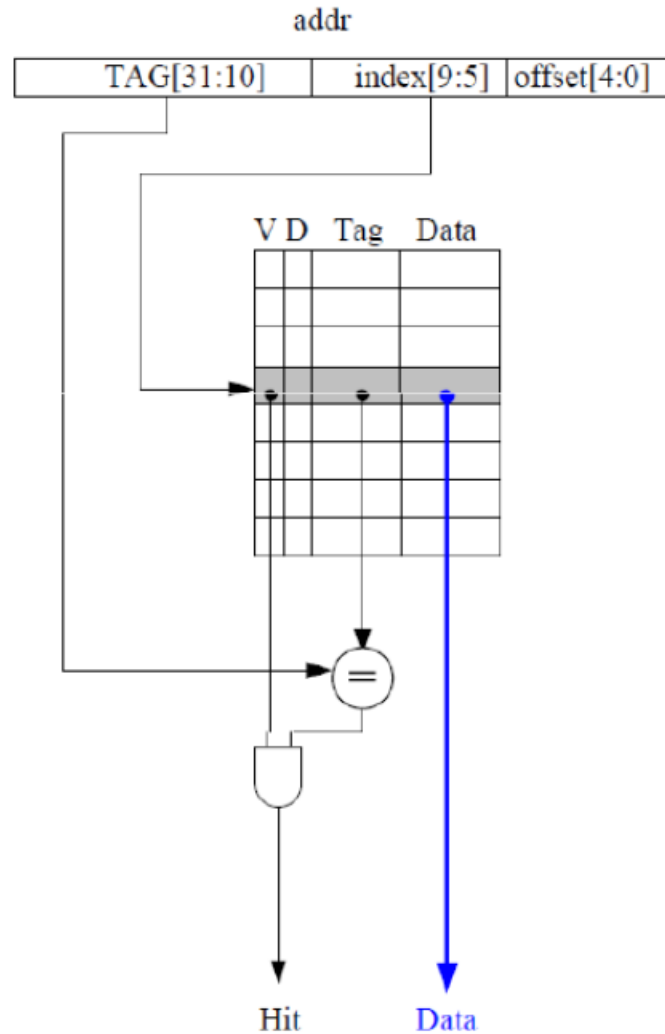 addr
TAG[31:10] index[9:5] offset[4:0]
V D Tag Data
=
Hit Data